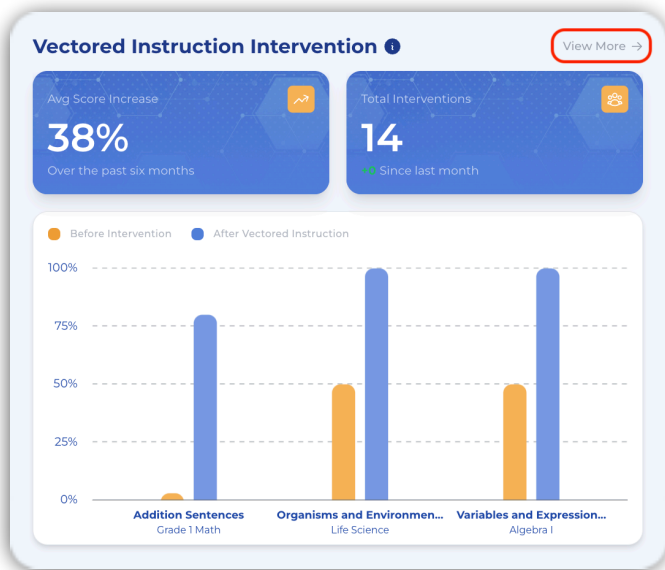 Vectored Instruction Intervention i
View More →
Avg Score Increase
38%
Over the past six months
Total Interventions
14
+0 Since last month
Before Intervention
After Vectored Instruction
100%
75%
50%
25%
0%
Addition Sentences
Grade 1 Math
Organisms and Environmen...
Life Science
Variables and Expression...
Algebra I